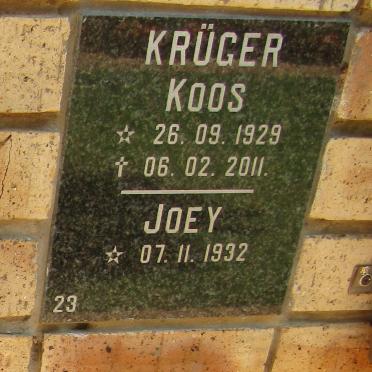 KRÜGER
KOOS
☆ 26. 09. 1929
† 06. 02. 2011.
JOEY
☆ 07. 11. 1932
23